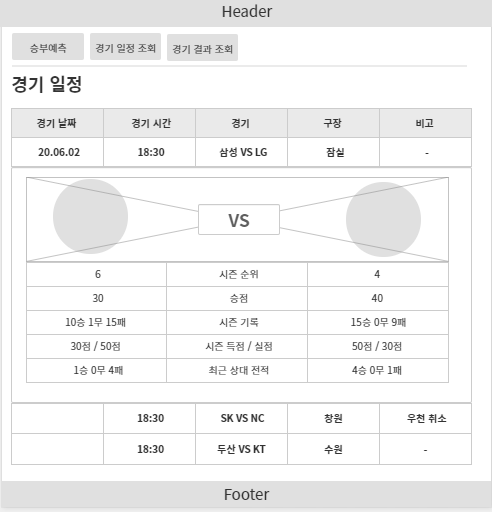 Header
승부예측 경기 일정 조회 경기 결과 조회
경기 일정
경기 날짜 경기 시간 경기 구장 비고
20.06.02 18:30 삼성 VS LG 잠실 -
VS
6 시즌 순위 4
30 승점 40
10승 1무 15패 시즌 기록 15승 0무 9패
30점 / 50점 시즌 득점 / 실점 50점 / 30점
1승 0무 4패 최근 상대 전적 4승 0무 1패
18:30 SK VS NC 창원 우천 취소
18:30 두산 VS KT 수원 -
Footer